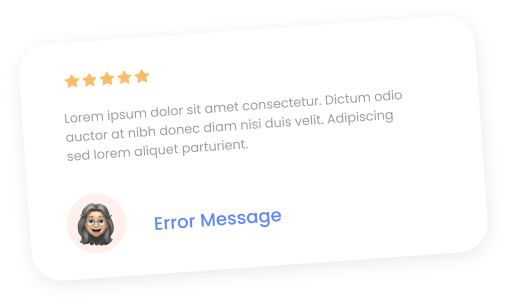 Lorem ipsum dolor sit amet consectetur. Dictum odio
auctor at nibh donec diam nisi duis velit. Adipiscing
sed lorem aliquet parturient.
Error Message